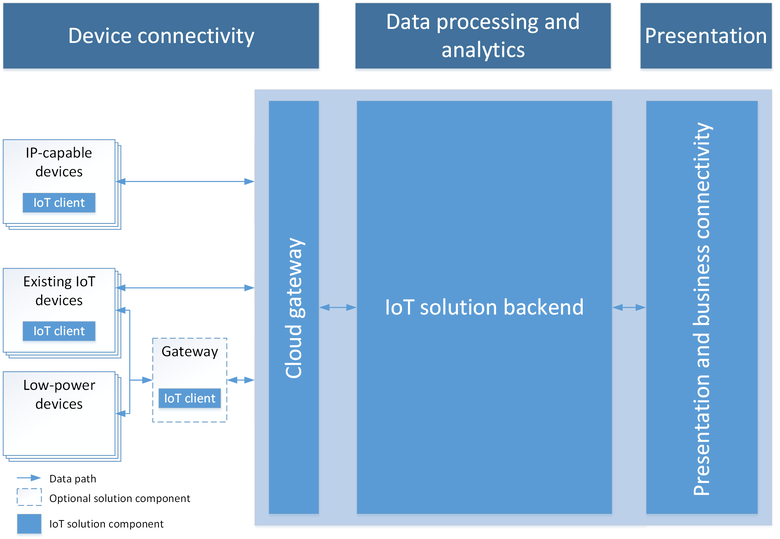 Device connectivity
Data processing and
analytics
Presentation
IP-capable
devices
IoT client
Existing IoT
devices
IoT client
Gateway
IoT client
Low-power
devices
Cloud gateway
IoT solution backend
Presentation and business connectivity
Data path
Optional solution component
IoT solution component